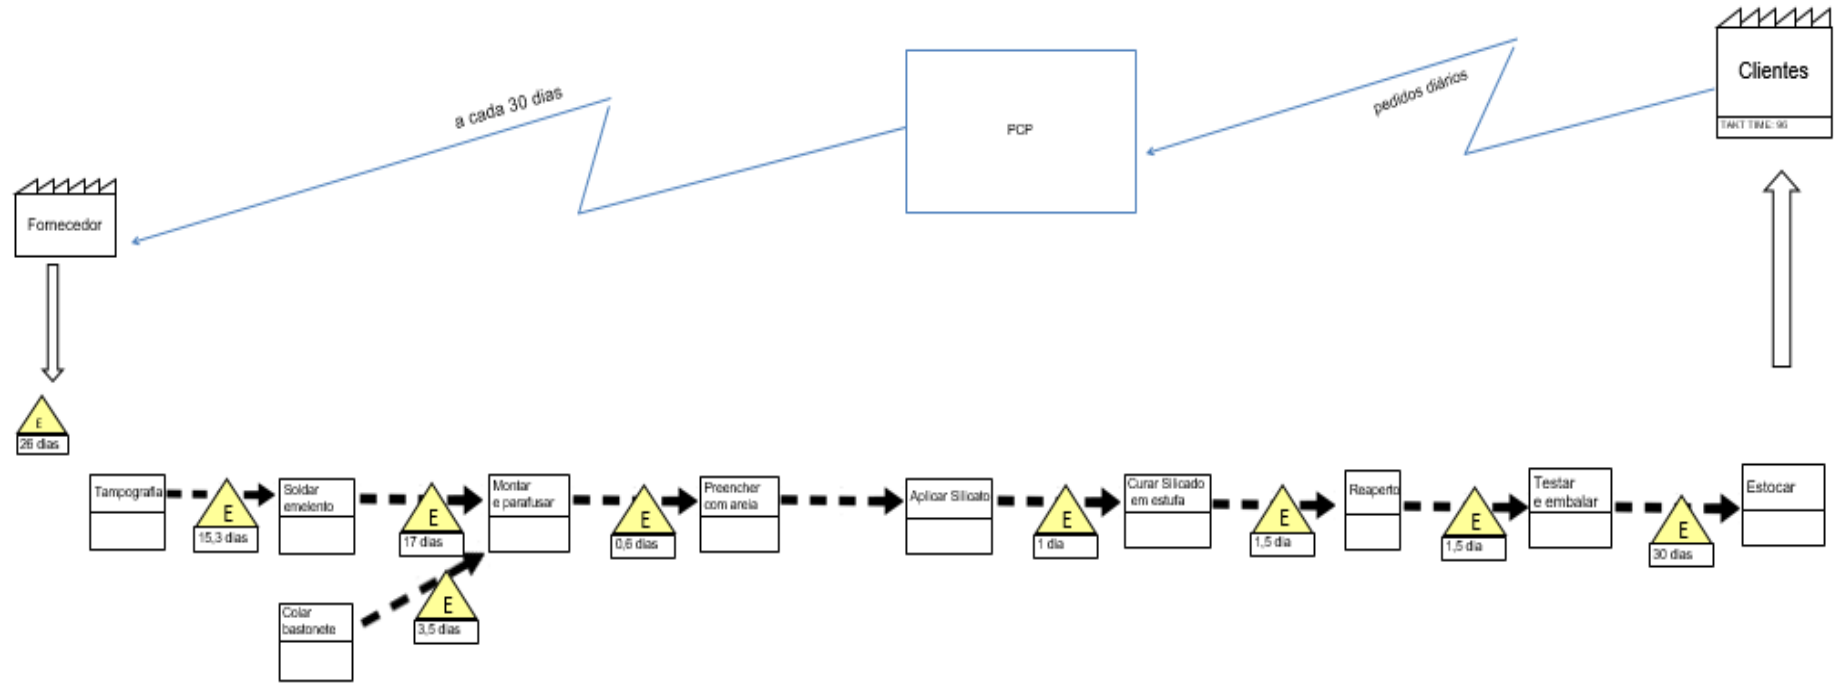 Clientes
TAKT TIME: 96
pedidos diários
a cada 30 dias
PCP
Fornecedor
E
26 dias
Tampografia
E
15,3 dias
Soldar
emelento
E
17 dias
Montar
e parafusar
E
0,6 dias
Preencher
com areia
Aplicar Silicato
E
1 dia
Curar Silicado
em estufa
E
1,5 dia
Reaperto
E
1,5 dia
Testar
e embalar
E
30 dias
Estocar
Colar
bastonete
E
3,5 dias